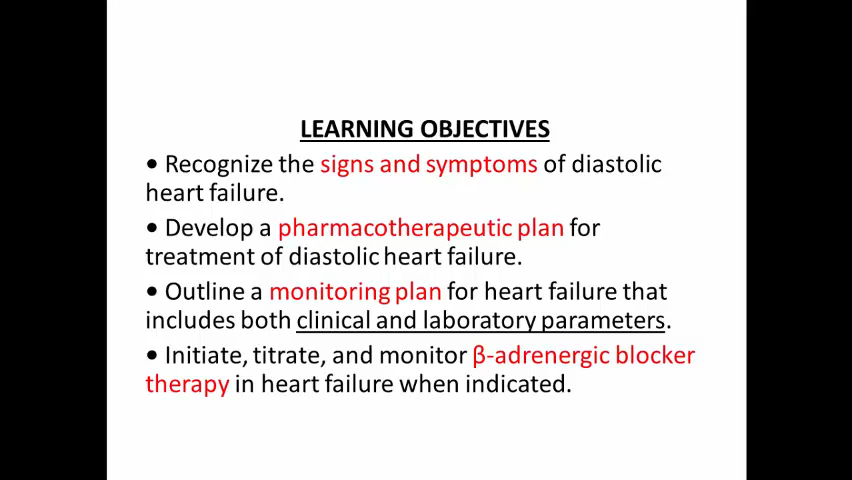 LEARNING OBJECTIVES
• Recognize the signs and symptoms of diastolic
heart failure.
• Develop a pharmacotherapeutic plan for
treatment of diastolic heart failure.
• Outline a monitoring plan for heart failure that
includes both clinical and laboratory parameters.
• Initiate, titrate, and monitor β-adrenergic blocker
therapy in heart failure when indicated.